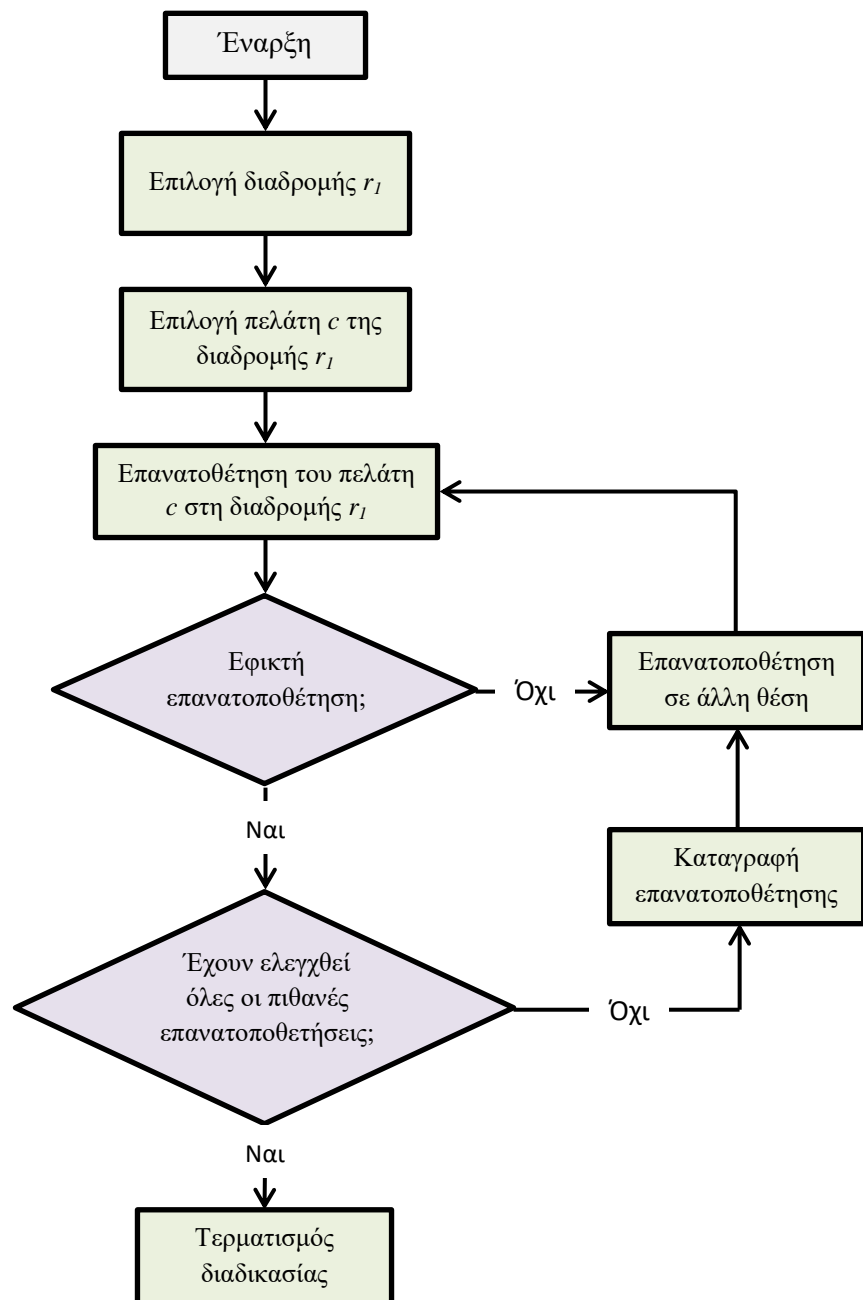 Έναρξη
Επιλογή διαδρομής r1
Επιλογή πελάτη c της
διαδρομής r1
Επανατοθέτηση του πελάτη
c στη διαδρομής r1
Εφικτή
επανατοποθέτηση;
Όχι
Επανατοποθέτηση
σε άλλη θέση
Ναι
Καταγραφή
επανατοποθέτησης
Έχουν ελεγχθεί
όλες οι πιθανές
επανατοποθετήσεις;
Όχι
Ναι
Τερματισμός
διαδικασίας